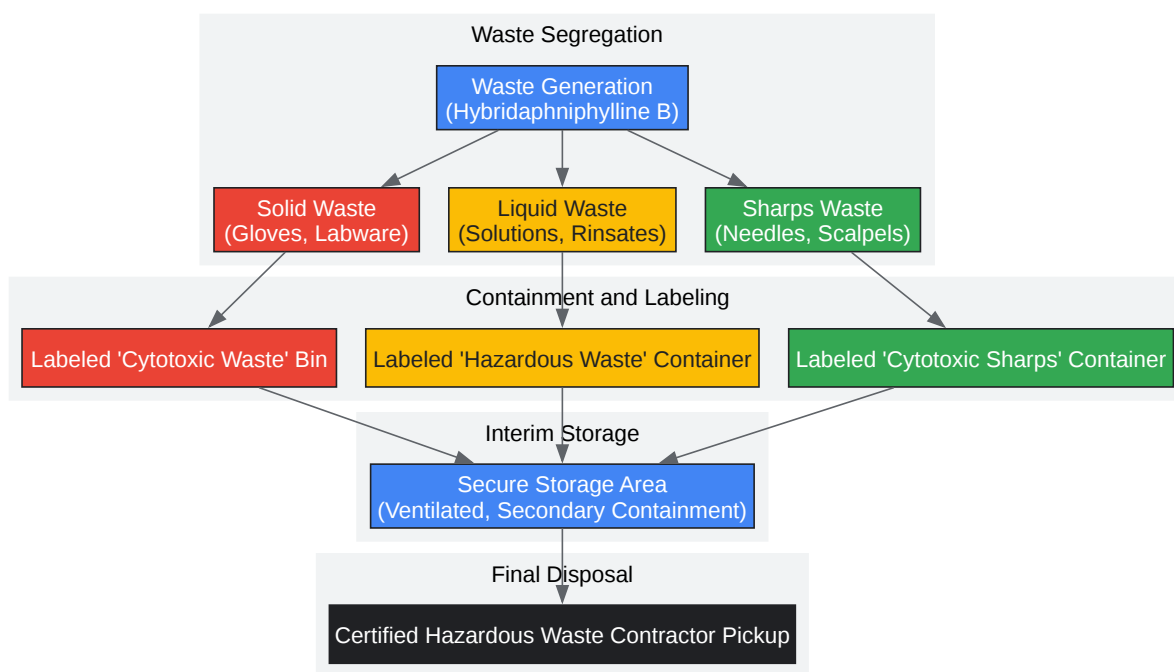 Waste Segregation
Waste Generation
(Hybridaphniphylline B)
Solid Waste
(Gloves, Labware)
Liquid Waste
(Solutions, Rinsates)
Sharps Waste
(Needles, Scalpels)
Containment and Labeling
Labeled 'Cytotoxic Waste' Bin
Labeled 'Hazardous Waste' Container
Labeled 'Cytotoxic Sharps' Container
Interim Storage
Secure Storage Area
(Ventilated, Secondary Containment)
Final Disposal
Certified Hazardous Waste Contractor Pickup